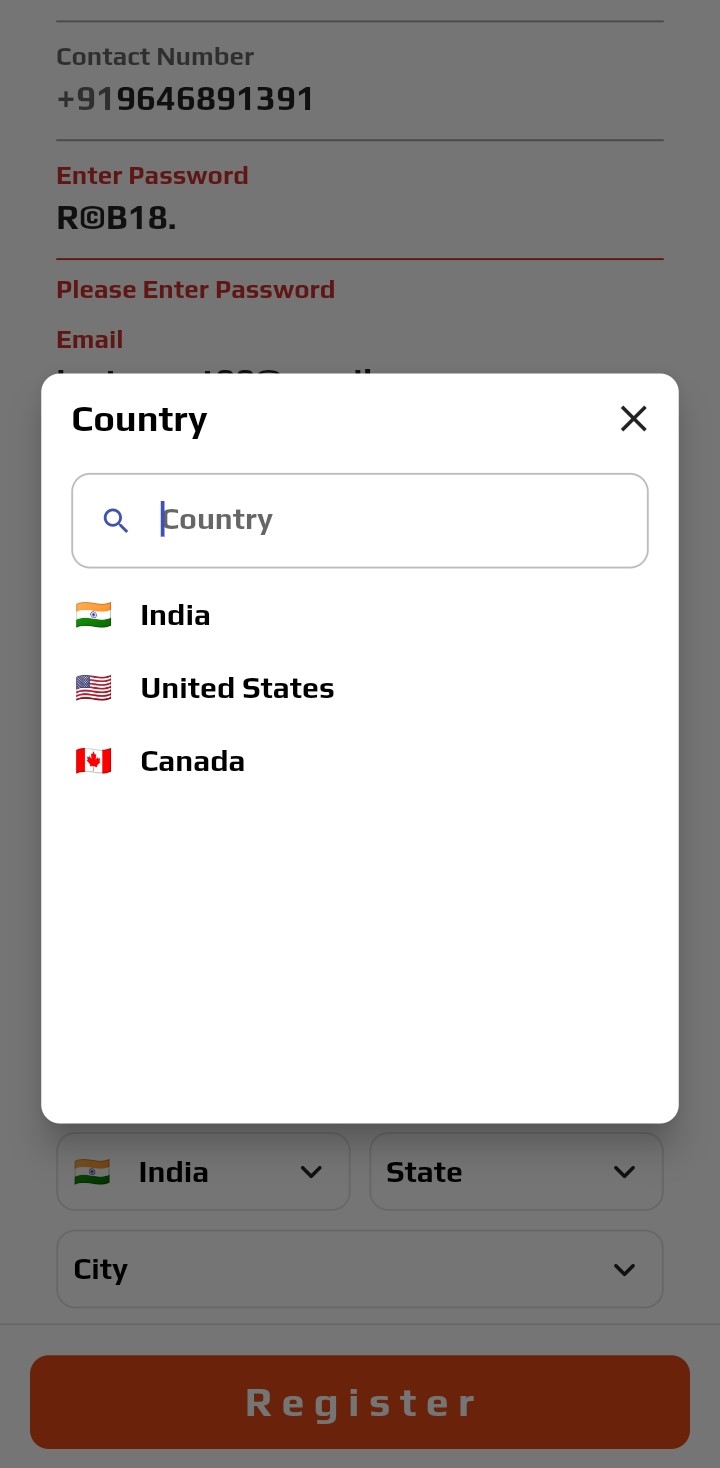 Contact Number
+919646891391
Enter Password
R©B18.
Please Enter Password
Email
Country
Country
India
United States
Canada
India
State
City
Register